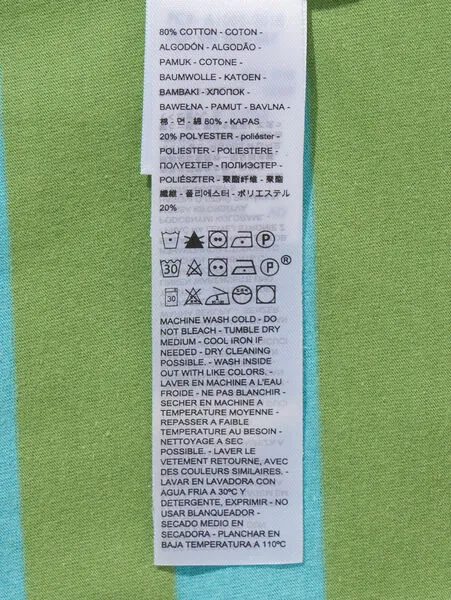 80% COTTON - COTON -
ALGODÓN - ALGODÃO -
PAMUK - COTONE -
BAUMWOLLE - KATOEN -
BAMBAKI - ХЛОПОК -
BAWEŁNA - PAMUT - BAVLNA -
棉 - 면 - 綿 80% - KAPAS
20% POLYESTER - poliéster -
POLIESTER - POLIESTERE -
ΠΟΛΥΕΣΤΕΡ - ПОЛИЭСТЕР -
POLIÉSZTER - 聚酯纤维 - 聚酯
纖維 - 폴리에스터 - ポリエステル
20%
P
30 P ®
30
MACHINE WASH COLD - DO
NOT BLEACH - TUMBLE DRY
MEDIUM - COOL IRON IF
NEEDED - DRY CLEANING
POSSIBLE. - WASH INSIDE
OUT WITH LIKE COLORS. -
LAVER EN MACHINE A L'EAU
FROIDE - NE PAS BLANCHIR -
SECHER EN MACHINE A
TEMPERATURE MOYENNE -
REPASSER A FAIBLE
TEMPERATURE AU BESOIN -
NETTOYAGE A SEC
POSSIBLE. - LAVER LE
VETEMENT RETOURNE, AVEC
DES COULEURS SIMILAIRES. -
LAVAR EN LAVADORA CON
AGUA FRIA A 30ºC Y
DETERGENTE, EXPRIMIR - NO
USAR BLANQUEADOR -
SECADO MEDIO EN
SECADORA - PLANCHAR EN
BAJA TEMPERATURA A 110ºC